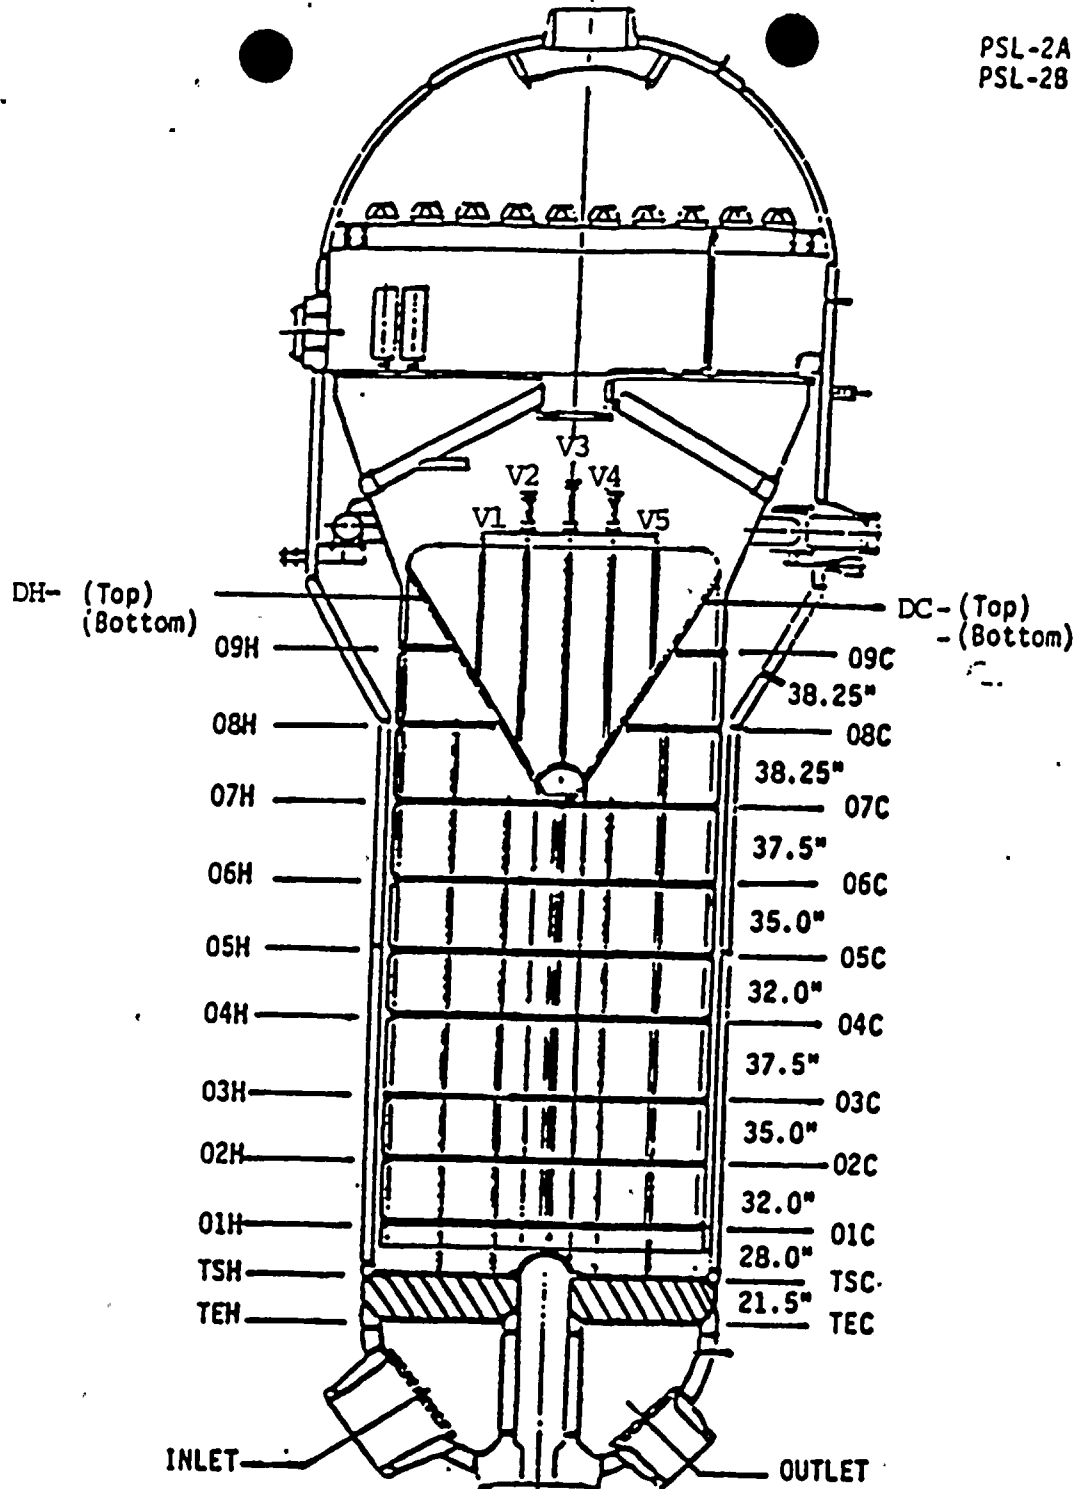 PSL-2A
PSL-2B
V3
V2
V4
V1
V5
DH- (Top)
(Bottom)
DC-(Top)
-(Bottom)
09H
09C
38.25"
08H
08C
38.25"
07H
07C
37.5"
06H
06C
35.0"
05H
05C
32.0"
04H
04C
37.5"
03H
03C
35.0"
02H
02C
32.0"
01H
01C
28.0"
TSH
TSC
21.5"
TEH
TEC
INLET
OUTLET